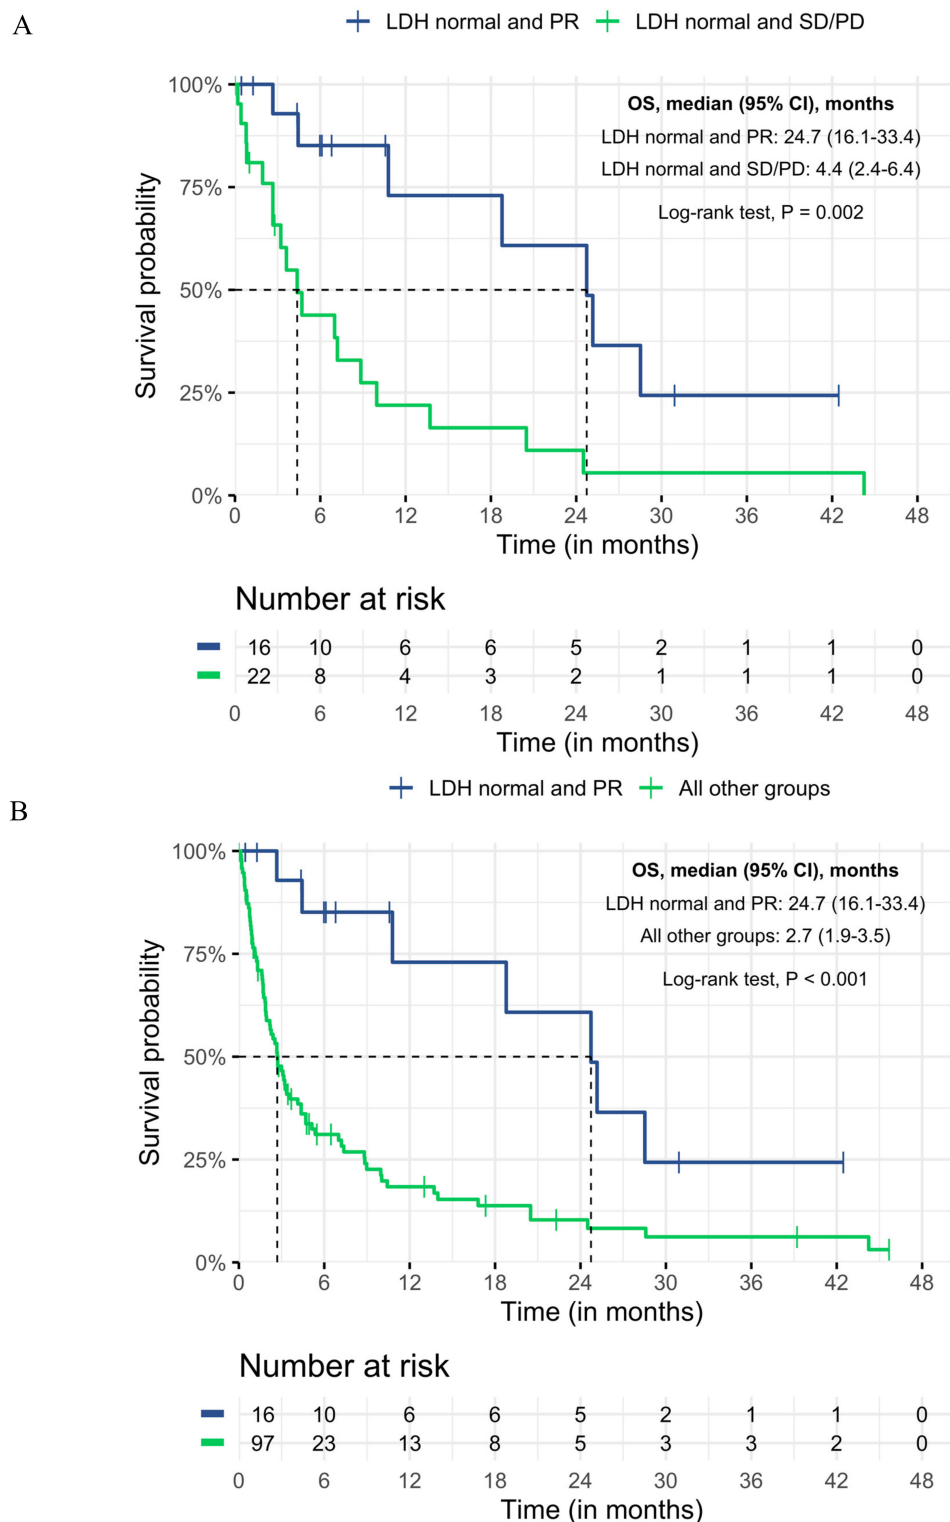 A
LDH normal and PR LDH normal and SD/PD
100%
75%
50%
25%
0%
Survival probability
OS, median (95% CI), months
LDH normal and PR: 24.7 (16.1-33.4)
LDH normal and SD/PD: 4.4 (2.4-6.4)
Log-rank test, P = 0.002
0 6 12 18 24 30 36 42 48
Time (in months)
Number at risk
16 10 6 6 5 2 1 1 0
22 8 4 3 2 1 1 1 0
0 6 12 18 24 30 36 42 48
Time (in months)
B
LDH normal and PR All other groups
100%
75%
50%
25%
0%
Survival probability
OS, median (95% CI), months
LDH normal and PR: 24.7 (16.1-33.4)
All other groups: 2.7 (1.9-3.5)
Log-rank test, P < 0.001
0 6 12 18 24 30 36 42 48
Time (in months)
Number at risk
16 10 6 6 5 2 1 1 0
97 23 13 8 5 3 3 2 0
0 6 12 18 24 30 36 42 48
Time (in months)